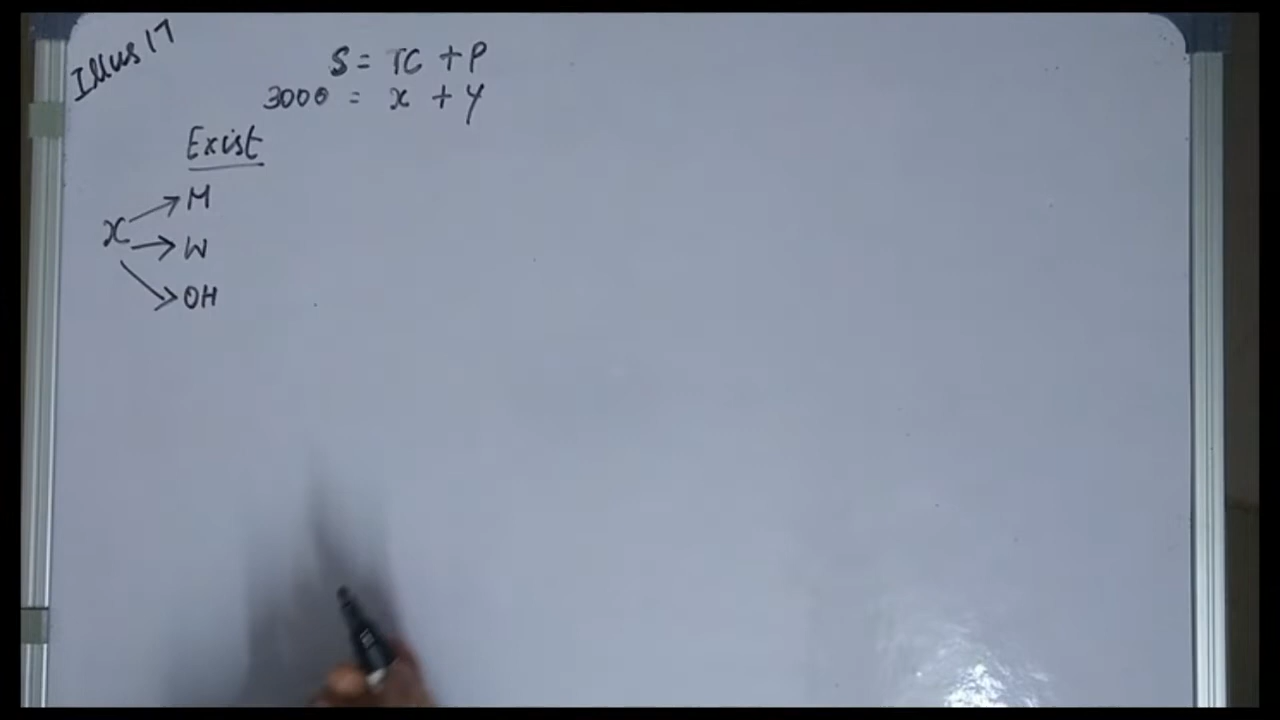 Illus 17
S = TC + P
3000 = x + y
Exist
x → M
→ W
→ OH